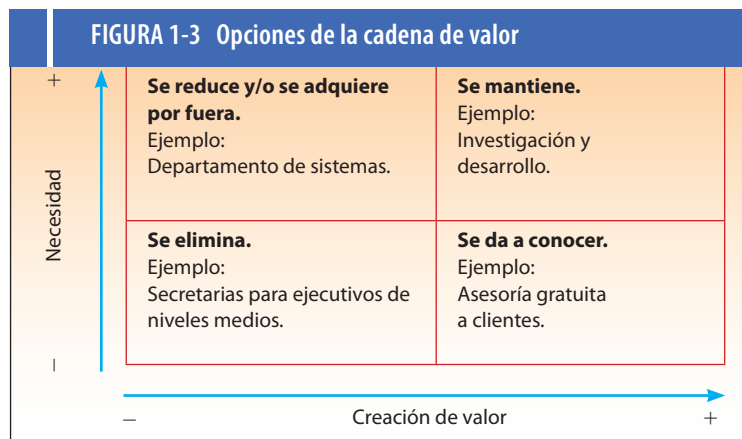 FIGURA 1-3 Opciones de la cadena de valor
+
Necesidad
–
Se reduce y/o se adquiere
por fuera.
Ejemplo:
Departamento de sistemas.
Se mantiene.
Ejemplo:
Investigación y
desarrollo.
Se elimina.
Ejemplo:
Secretarias para ejecutivos de
niveles medios.
Se da a conocer.
Ejemplo:
Asesoría gratuita
a clientes.
– Creación de valor +